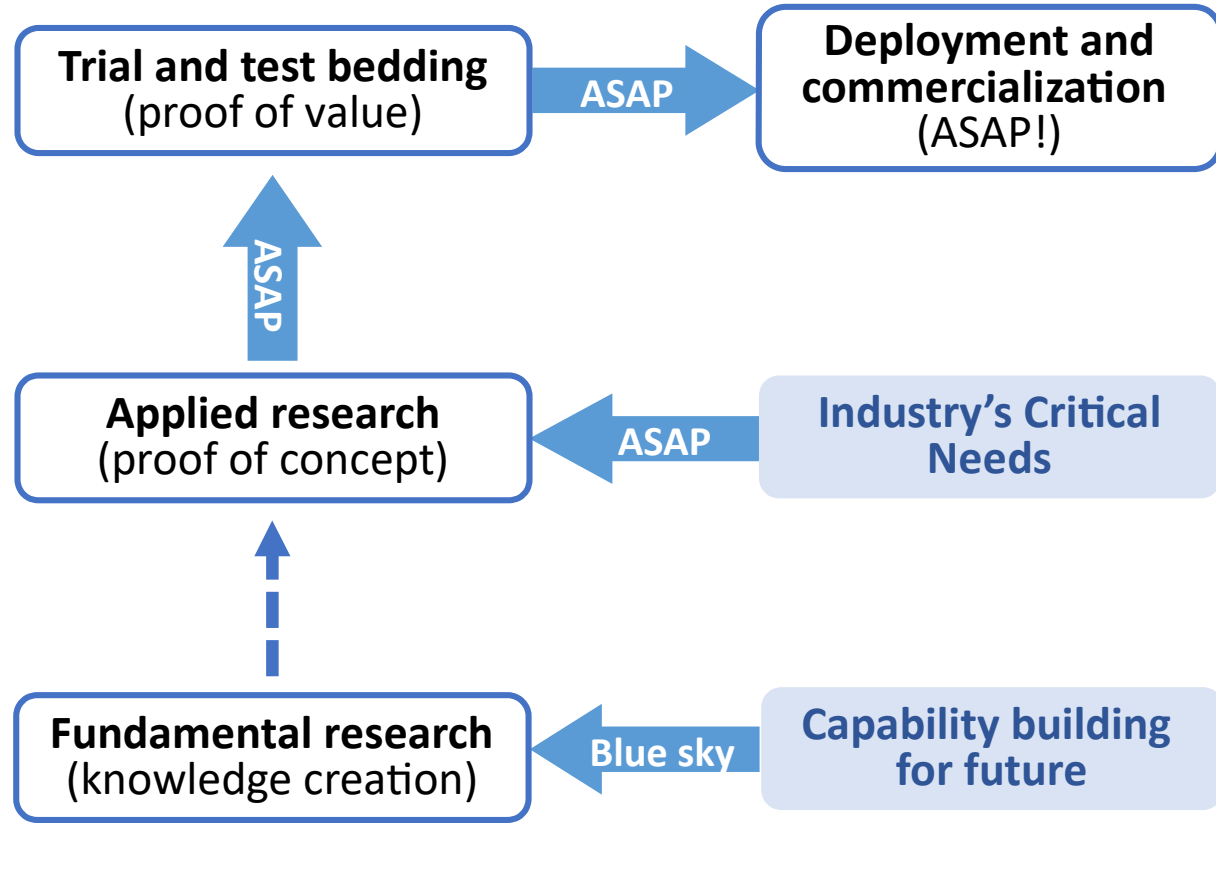 Trial and test bedding
(proof of value)
ASAP
Deployment and
commercialization
(ASAP!)
ASAP
Applied research
(proof of concept)
ASAP
Industry’s Critical
Needs
Fundamental research
(knowledge creation)
Blue sky
Capability building
for future